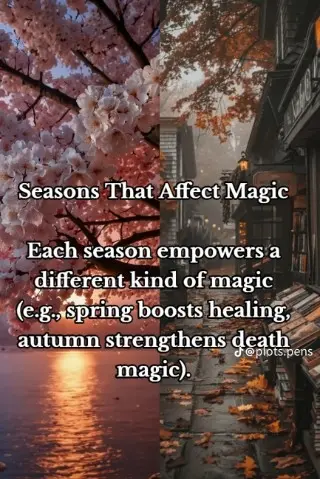 Seasons That Affect Magic
Each season empowers a
different kind of magic
(e.g., spring boosts healing,
autumn strengthens death
@plots.pens
magic).